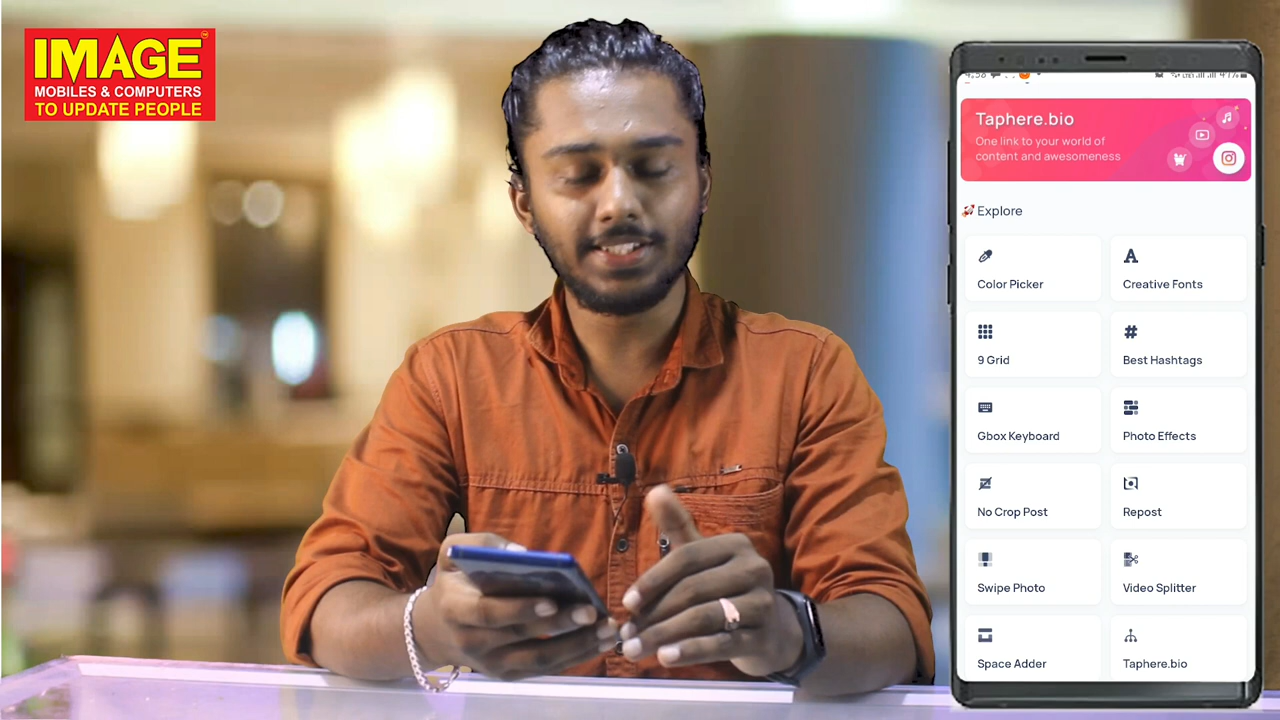 IMAGE
MOBILES & COMPUTERS
TO UPDATE PEOPLE
Taphere.bio
One link to your world of
content and awesomeness
Explore
Color Picker
Creative Fonts
9 Grid
Best Hashtags
Gbox Keyboard
Photo Effects
No Crop Post
Repost
Swipe Photo
Video Splitter
Space Adder
Taphere.bio